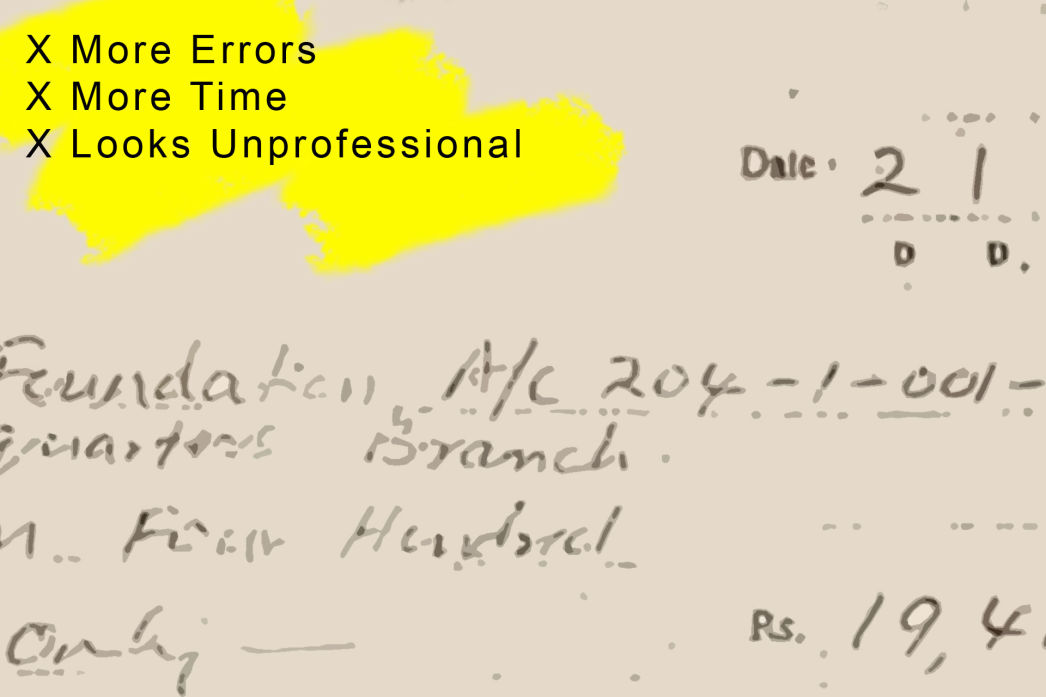 X More Errors
X More Time
X Looks Unprofessional
Date. 2 1
D D.
Foundation A/C 204-1-001-
quarters Branch.
Four Hundred
Only — Rs. 19,4